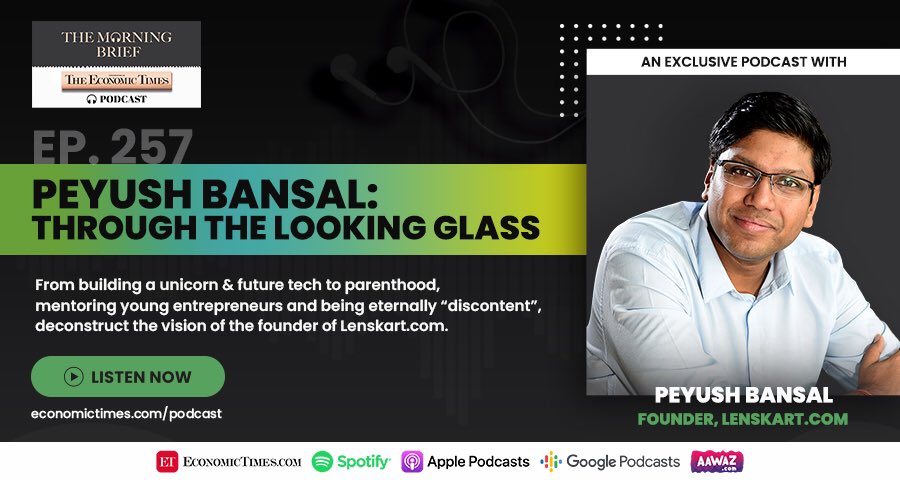 THE MORNING
BRIEF
THE ECONOMIC TIMES
PODCAST
EP. 257
PEYUSH BANSAL:
THROUGH THE LOOKING GLASS
From building a unicorn & future tech to parenthood,
mentoring young entrepreneurs and being eternally “discontent”,
deconstruct the vision of the founder of Lenskart.com.
LISTEN NOW
economictimes.com/podcast
AN EXCLUSIVE PODCAST WITH
PEYUSH BANSAL
FOUNDER, LENSKART.COM
ET ECONOMICTIMES.COM Spotify Apple Podcasts Google Podcasts AAWAZ.com